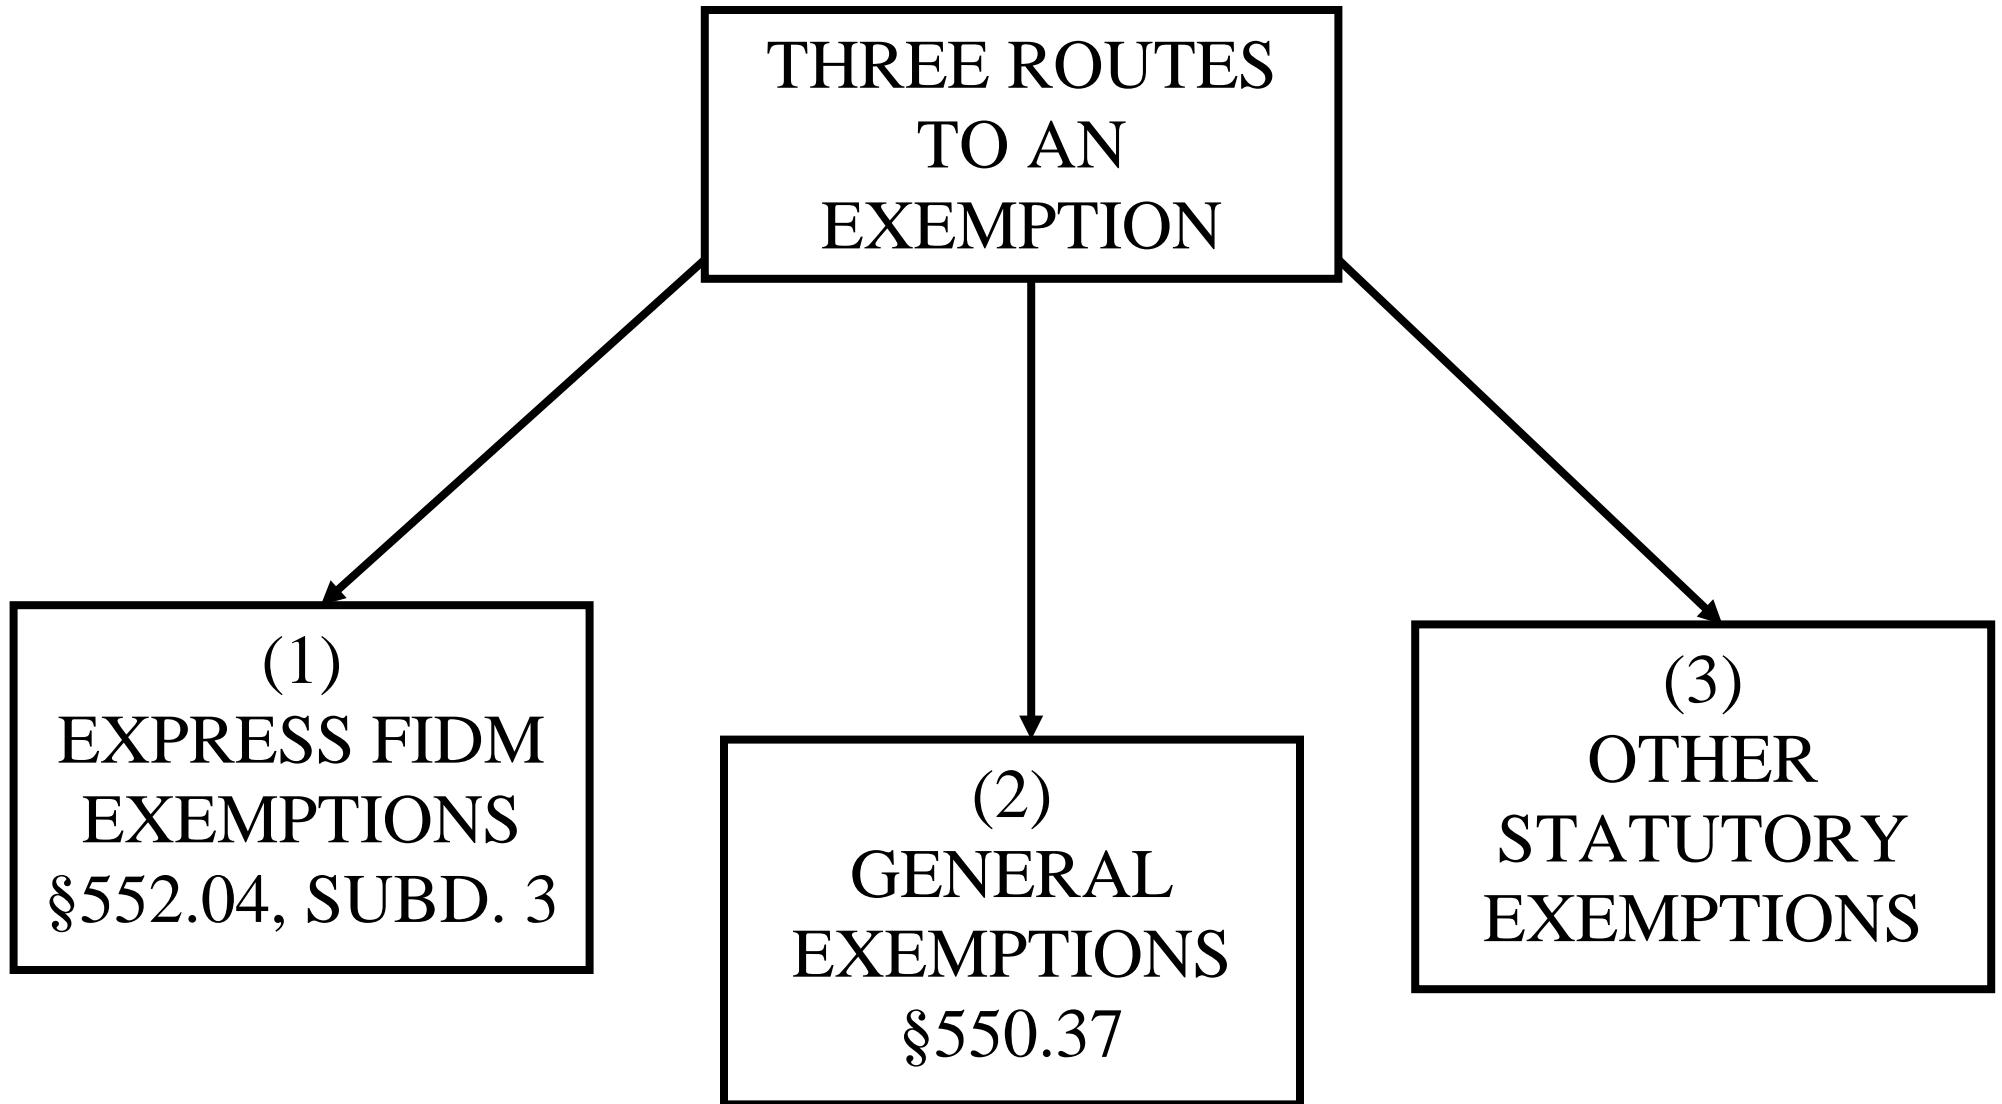 THREE ROUTES
TO AN
EXEMPTION
(1)
EXPRESS FIDM
EXEMPTIONS
§552.04, SUBD. 3
(2)
GENERAL
EXEMPTIONS
§550.37
(3)
OTHER
STATUTORY
EXEMPTIONS